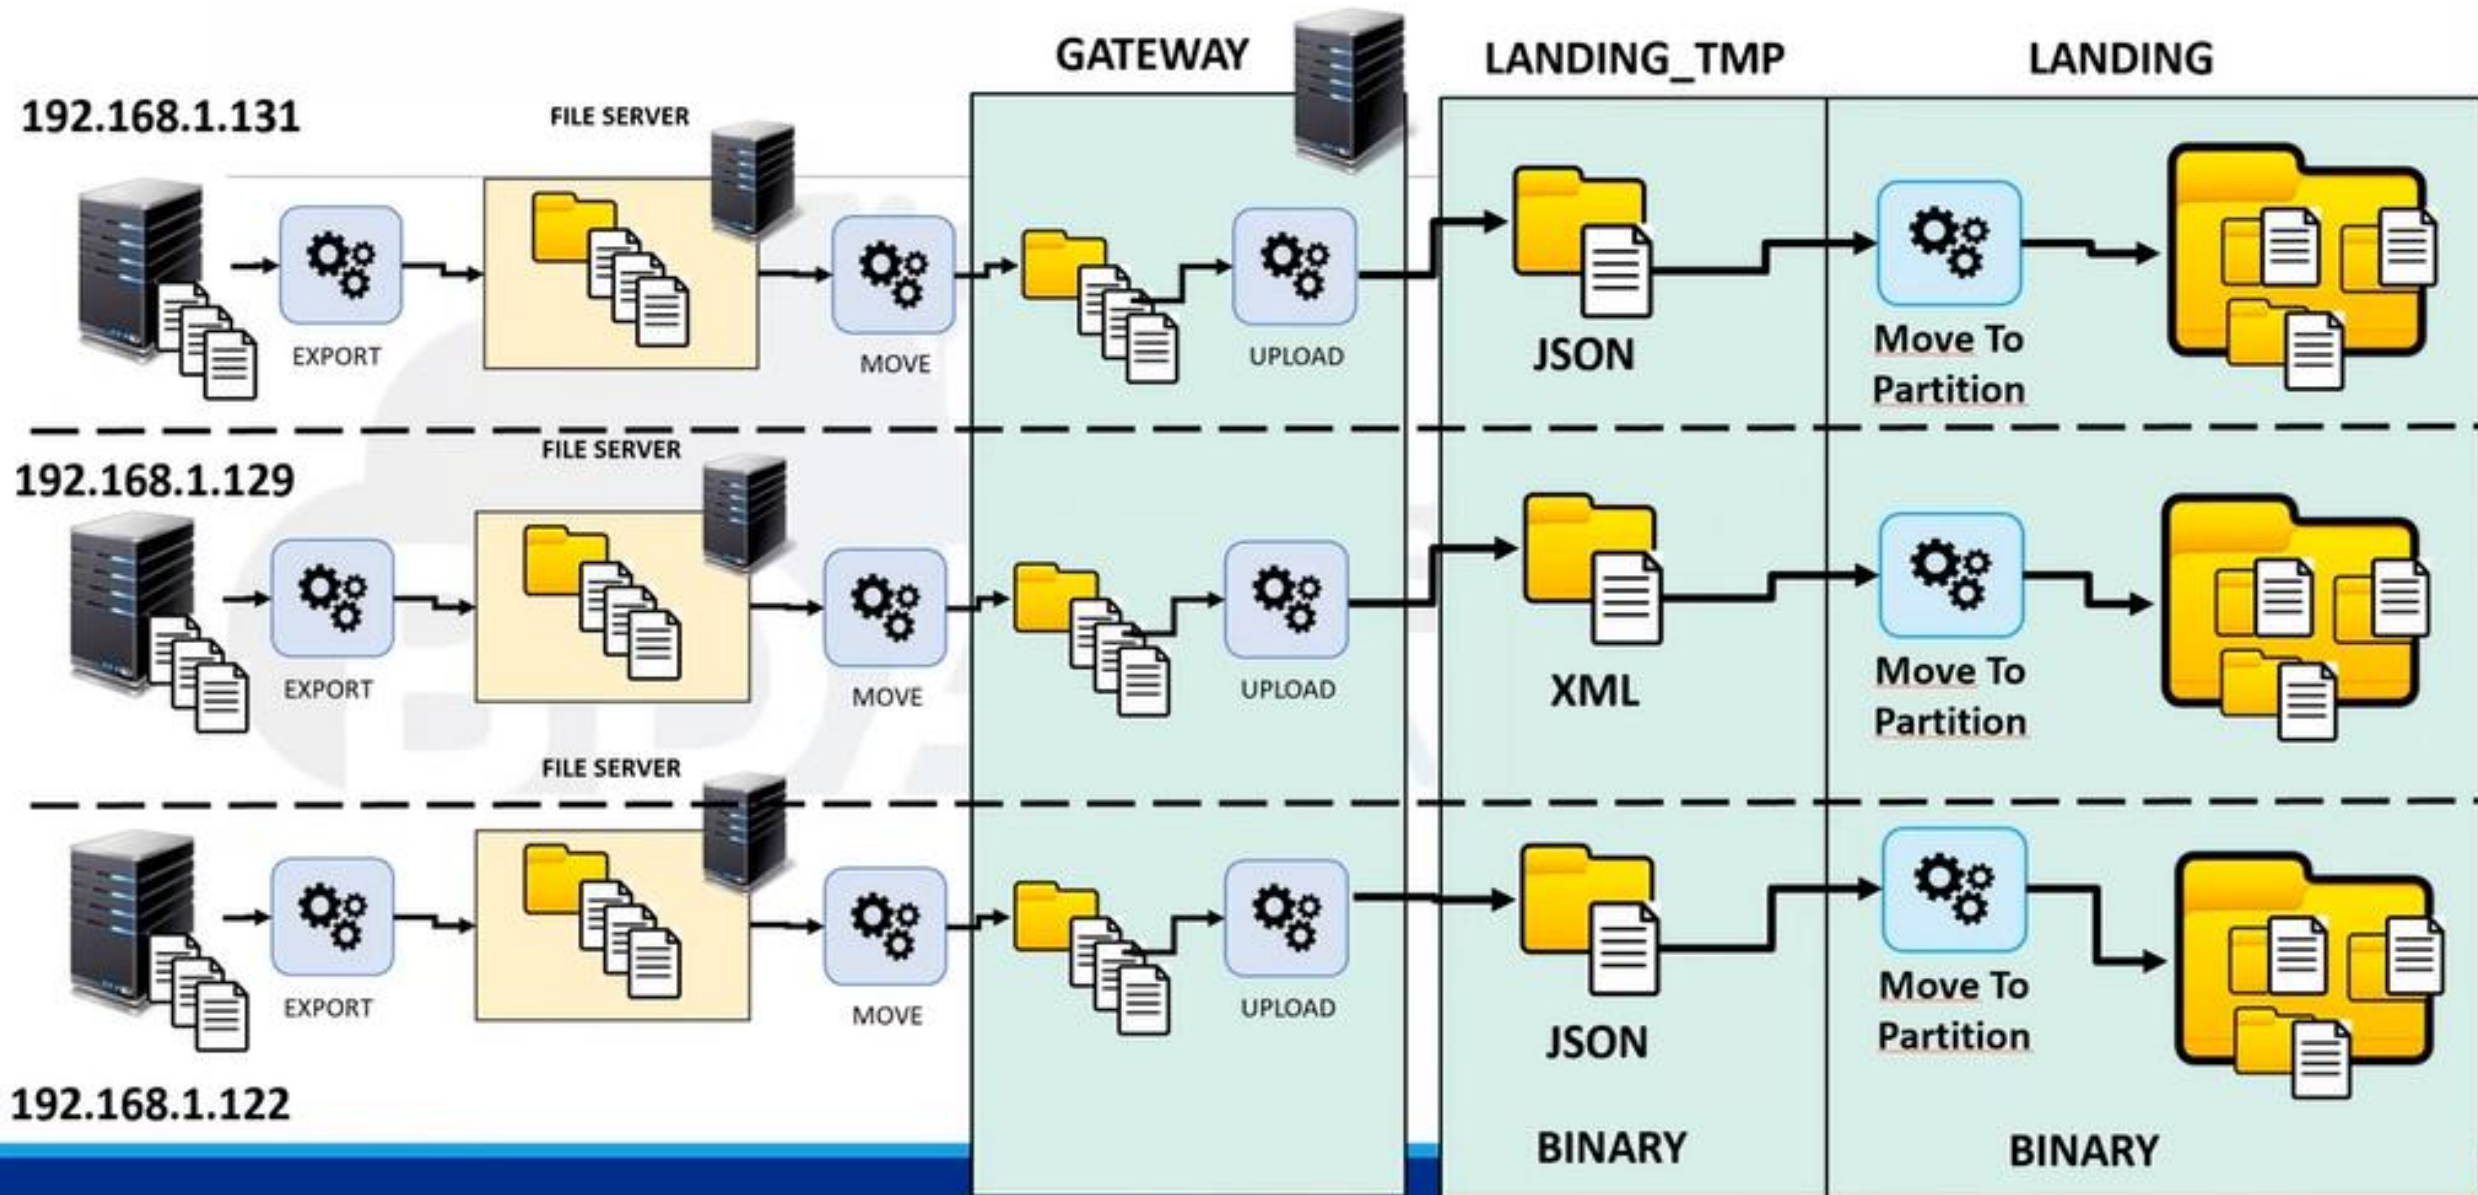 GATEWAY
LANDING_TMP
LANDING
192.168.1.131
FILE SERVER
EXPORT
MOVE
UPLOAD
JSON
Move To
Partition
192.168.1.129
FILE SERVER
EXPORT
MOVE
UPLOAD
XML
Move To
Partition
FILE SERVER
EXPORT
MOVE
UPLOAD
JSON
Move To
Partition
192.168.1.122
BINARY
BINARY